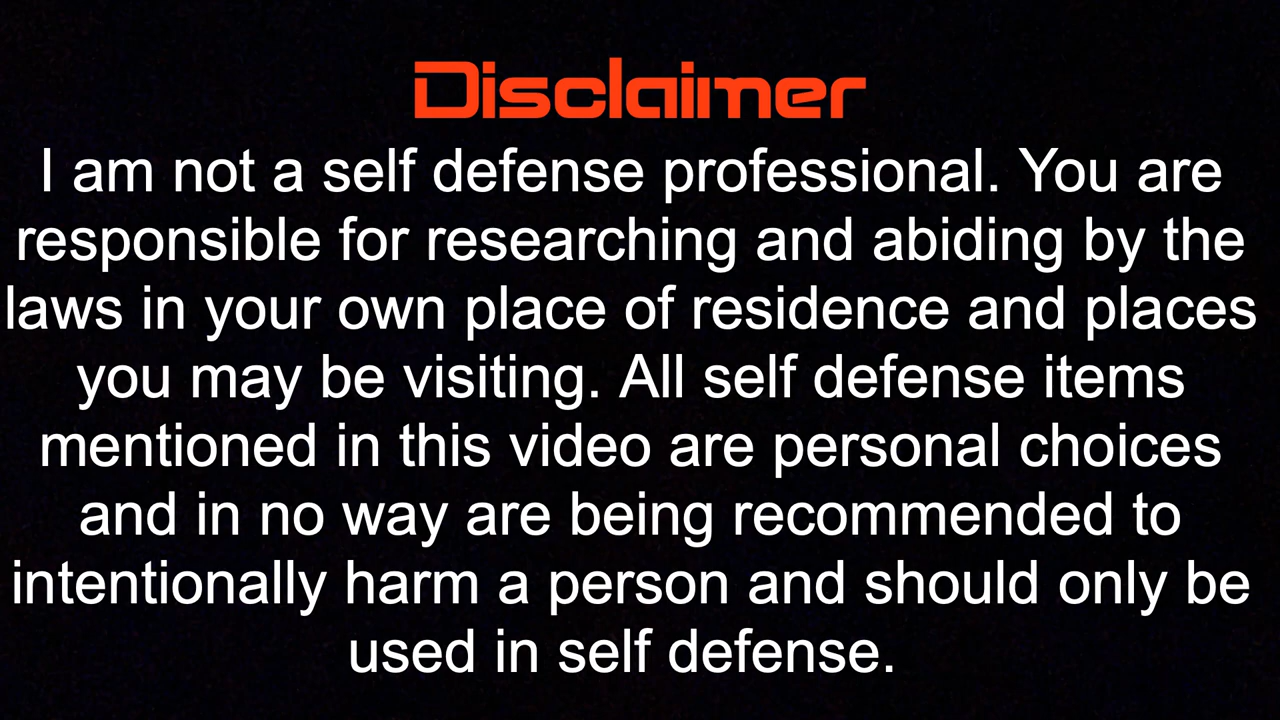 Disclaimer
I am not a self defense professional. You are
responsible for researching and abiding by the
laws in your own place of residence and places
you may be visiting. All self defense items
mentioned in this video are personal choices
and in no way are being recommended to
intentionally harm a person and should only be
used in self defense.